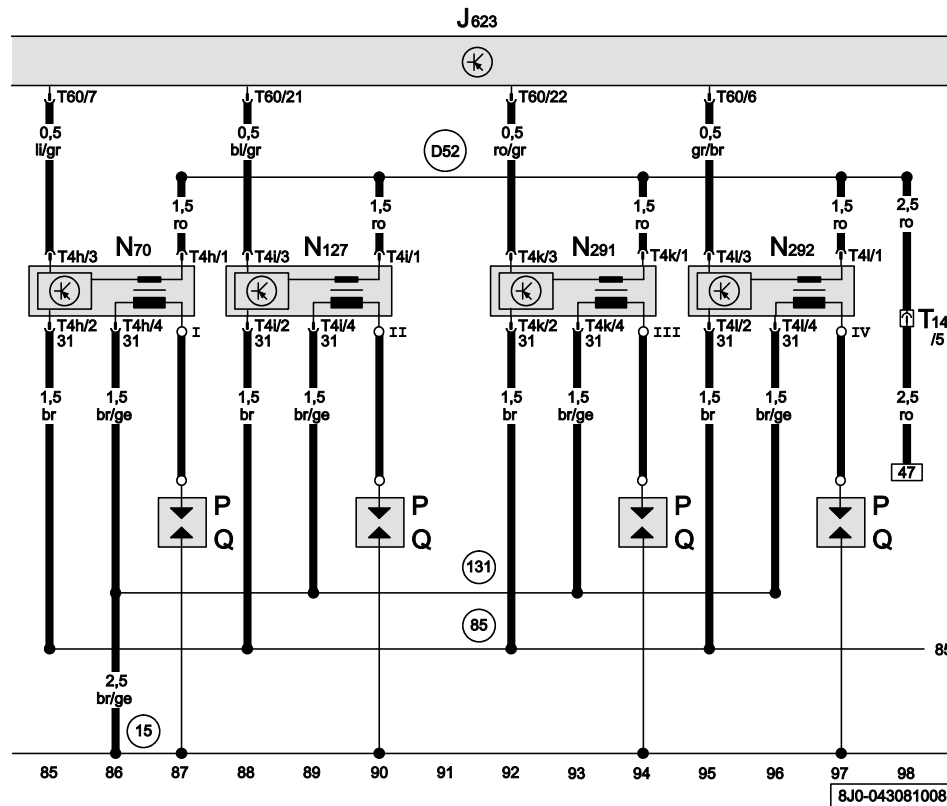 J623
T60/7 T60/21 T60/22 T60/6
0,5 0,5 0,5 0,5
li/gr bl/gr ro/gr gr/br
D52
1,5 1,5 1,5 1,5 2,5
ro ro ro ro ro
T4h/3 N70 T4h/1 T4i/3 N127 T4i/1 T4k/3 N291 T4k/1 T4l/3 N292 T4l/1
T4h/2 T4h/4 I T4i/2 T4i/4 II T4k/2 T4k/4 III T4l/2 T4l/4 IV T14
31 31 31 31 31 31 31 31 /5
1,5 1,5 1,5 1,5 1,5 1,5 1,5 1,5 2,5
br br/ge br br/ge br br/ge br br/ge ro
47
P P P P
Q Q Q Q
131
85
85
2,5
br/ge
15
85 86 87 88 89 90 91 92 93 94 95 96 97 98
8J0-043081008